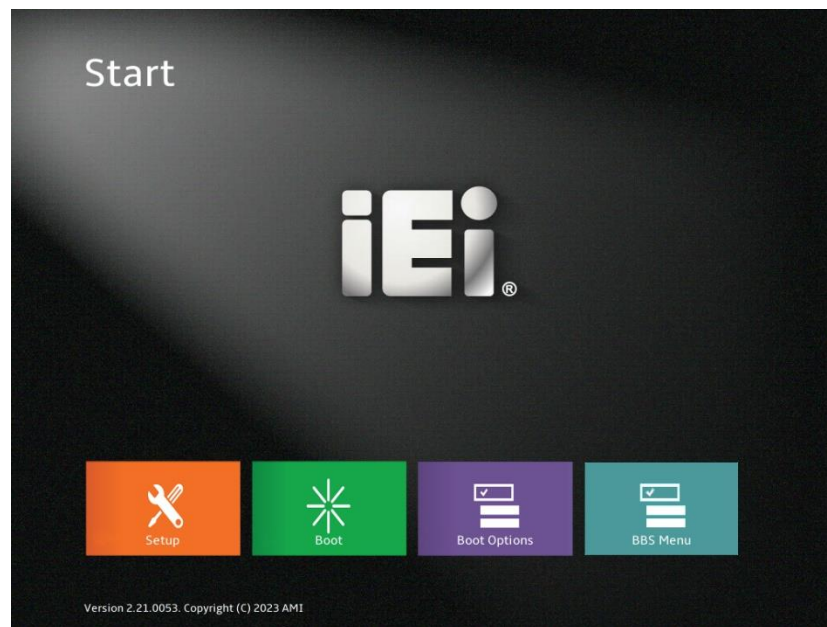 Start
iEi®
Setup
Boot
Boot Options
BBS Menu
Version 2.21.0053. Copyright (C) 2023 AMI